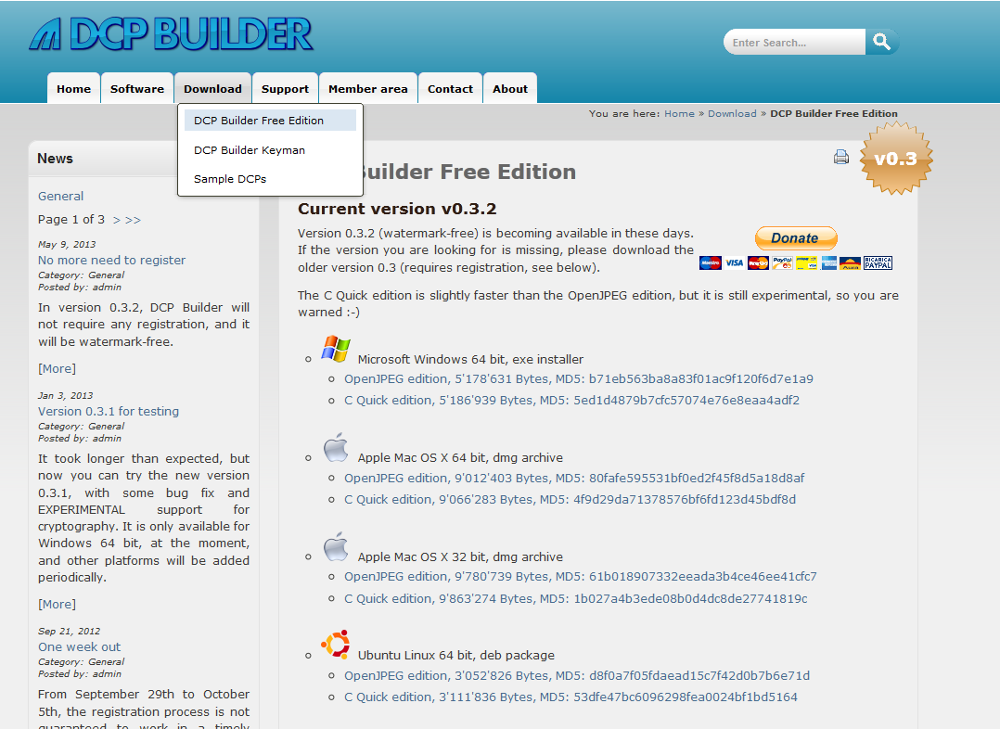 DCP BUILDER
Enter Search...
Home
Software
Download
Support
Member area
Contact
About
DCP Builder Free Edition
DCP Builder Keyman
Sample DCPs
You are here: Home » Download » DCP Builder Free Edition
News
General
Page 1 of 3 > >>
May 9, 2013
No more need to register
Category: General
Posted by: admin
In version 0.3.2, DCP Builder will
not require any registration, and it
will be watermark-free.
[More]
Jan 3, 2013
Version 0.3.1 for testing
Category: General
Posted by: admin
It took longer than expected, but
now you can try the new version
0.3.1, with some bug fix and
EXPERIMENTAL support for
cryptography. It is only available for
Windows 64 bit, at the moment,
and other platforms will be added
periodically.
[More]
Sep 21, 2012
One week out
Category: General
Posted by: admin
From September 29th to October
5th, the registration process is not
guaranteed to work in a timely
Builder Free Edition
v0.3
Current version v0.3.2
Version 0.3.2 (watermark-free) is becoming available in these days.
If the version you are looking for is missing, please download the
older version 0.3 (requires registration, see below).
Donate
VISA
PayPal
RICARICA
PAYPAL
The C Quick edition is slightly faster than the OpenJPEG edition, but it is still experimental, so you are
warned :-)
Microsoft Windows 64 bit, exe installer
OpenJPEG edition, 5'178'631 Bytes, MD5: b71eb563ba8a83f01ac9f120f6d7e1a9
C Quick edition, 5'186'939 Bytes, MD5: 5ed1d4879b7cfc57074e76e8eaa4adf2
Apple Mac OS X 64 bit, dmg archive
OpenJPEG edition, 9'012'403 Bytes, MD5: 80fafe595531bf0ed2f45f8d5a18d8af
C Quick edition, 9'066'283 Bytes, MD5: 4f9d29da71378576bf6fd123d45bdf8d
Apple Mac OS X 32 bit, dmg archive
OpenJPEG edition, 9'780'739 Bytes, MD5: 61b018907332eeada3b4ce46ee41cfc7
C Quick edition, 9'863'274 Bytes, MD5: 1b027a4b3ede08b0d4dc8de27741819c
Ubuntu Linux 64 bit, deb package
OpenJPEG edition, 3'052'826 Bytes, MD5: d8f0a7f05fdaead15c7f42d0b7b6e71d
C Quick edition, 3'111'836 Bytes, MD5: 53dfe47bc6096298fea0024bf1bd5164